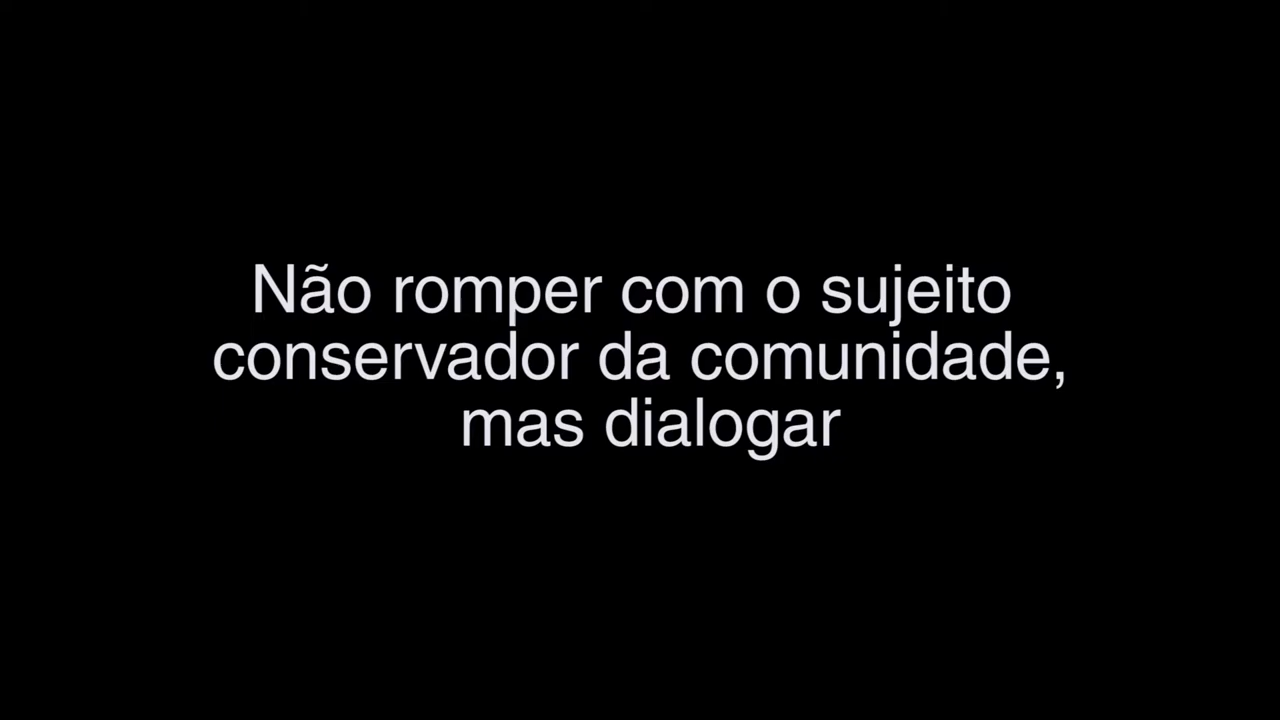 Não romper com o sujeito
conservador da comunidade,
mas dialogar